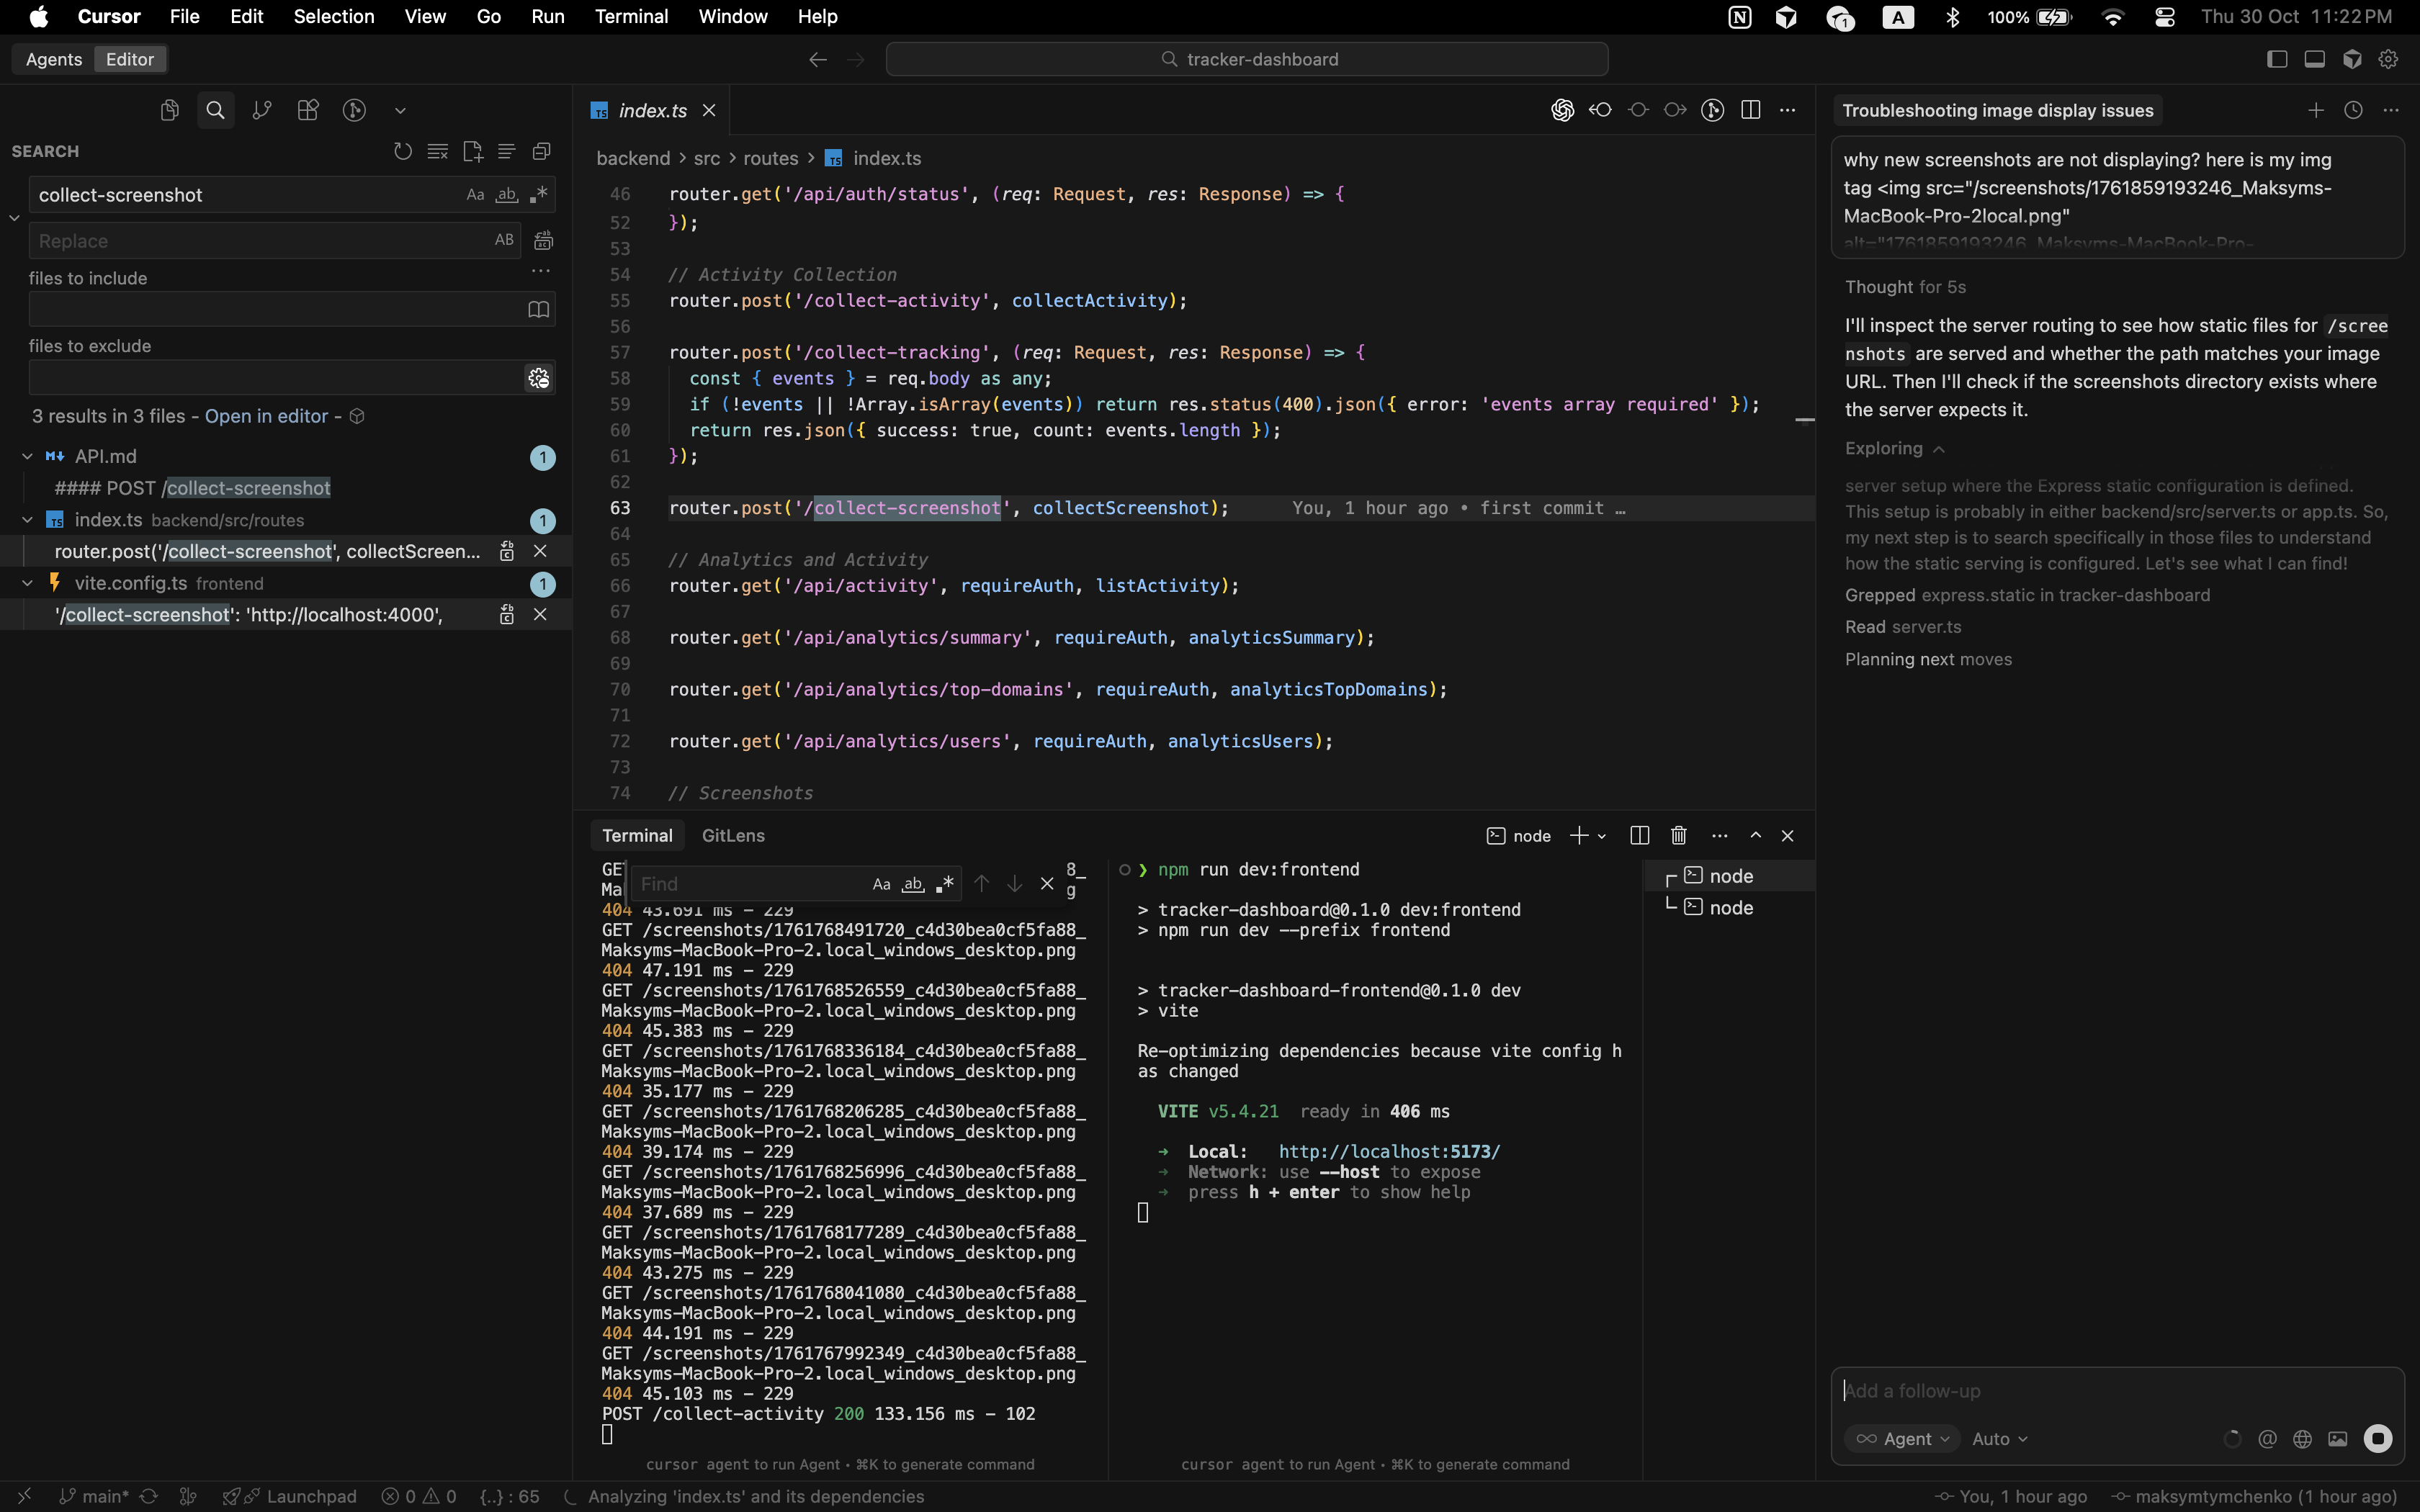 Cursor File Edit Selection View Go Run Terminal Window Help
N 1 A 100% Thu 30 Oct 11:22 PM
Agents Editor
tracker-dashboard
SEARCH
collect-screenshot
Aa ab
Replace
AB
files to include
files to exclude
3 results in 3 files - Open in editor -
API.md 1
#### POST /collect-screenshot
index.ts backend/src/routes 1
router.post('/collect-screenshot', collectScreen...
vite.config.ts frontend 1
'/collect-screenshot': 'http://localhost:4000',
TS index.ts
backend > src > routes > TS index.ts
46 router.get('/api/auth/status', (req: Request, res: Response) => {
52 });
53
54 // Activity Collection
55 router.post('/collect-activity', collectActivity);
56
57 router.post('/collect-tracking', (req: Request, res: Response) => {
58 const { events } = req.body as any;
59 if (!events || !Array.isArray(events)) return res.status(400).json({ error: 'events array required' });
60 return res.json({ success: true, count: events.length });
61 });
62
63 router.post('/collect-screenshot', collectScreenshot); You, 1 hour ago • first commit …
64
65 // Analytics and Activity
66 router.get('/api/activity', requireAuth, listActivity);
67
68 router.get('/api/analytics/summary', requireAuth, analyticsSummary);
69
70 router.get('/api/analytics/top-domains', requireAuth, analyticsTopDomains);
71
72 router.get('/api/analytics/users', requireAuth, analyticsUsers);
73
74 // Screenshots
Terminal GitLens
node
Find
Aa ab
GE 8_
Ma g
404 43.691 ms - 229
GET /screenshots/1761768491720_c4d30bea0cf5fa88_
Maksyms-MacBook-Pro-2.local_windows_desktop.png
404 47.191 ms - 229
GET /screenshots/1761768526559_c4d30bea0cf5fa88_
Maksyms-MacBook-Pro-2.local_windows_desktop.png
404 45.383 ms - 229
GET /screenshots/1761768336184_c4d30bea0cf5fa88_
Maksyms-MacBook-Pro-2.local_windows_desktop.png
404 35.177 ms - 229
GET /screenshots/1761768206285_c4d30bea0cf5fa88_
Maksyms-MacBook-Pro-2.local_windows_desktop.png
404 39.174 ms - 229
GET /screenshots/1761768256996_c4d30bea0cf5fa88_
Maksyms-MacBook-Pro-2.local_windows_desktop.png
404 37.689 ms - 229
GET /screenshots/1761768177289_c4d30bea0cf5fa88_
Maksyms-MacBook-Pro-2.local_windows_desktop.png
404 43.275 ms - 229
GET /screenshots/1761768041080_c4d30bea0cf5fa88_
Maksyms-MacBook-Pro-2.local_windows_desktop.png
404 44.191 ms - 229
GET /screenshots/1761767992349_c4d30bea0cf5fa88_
Maksyms-MacBook-Pro-2.local_windows_desktop.png
404 45.103 ms - 229
POST /collect-activity 200 133.156 ms - 102
cursor agent to run Agent • ⌘K to generate command
❯ npm run dev:frontend
> tracker-dashboard@0.1.0 dev:frontend
> npm run dev --prefix frontend
> tracker-dashboard-frontend@0.1.0 dev
> vite
Re-optimizing dependencies because vite config h
as changed
VITE v5.4.21 ready in 406 ms
➜ Local: http://localhost:5173/
➜ Network: use --host to expose
➜ press h + enter to show help
cursor agent to run Agent • ⌘K to generate command
node
node
Troubleshooting image display issues
why new screenshots are not displaying? here is my img
tag <img src="/screenshots/1761859193246_Maksyms-
MacBook-Pro-2local.png"
alt="1761859193246_Maksyms-MacBook-Pro-
Thought for 5s
I'll inspect the server routing to see how static files for /scree
nshots are served and whether the path matches your image
URL. Then I'll check if the screenshots directory exists where
the server expects it.
Exploring
server setup where the Express static configuration is defined.
This setup is probably in either backend/src/server.ts or app.ts. So,
my next step is to search specifically in those files to understand
how the static serving is configured. Let's see what I can find!
Grepped express.static in tracker-dashboard
Read server.ts
Planning next moves
Add a follow-up
Agent Auto
main* Launchpad 0 0 {..} : 65 Analyzing 'index.ts' and its dependencies
You, 1 hour ago maksymtymchenko (1 hour ago)